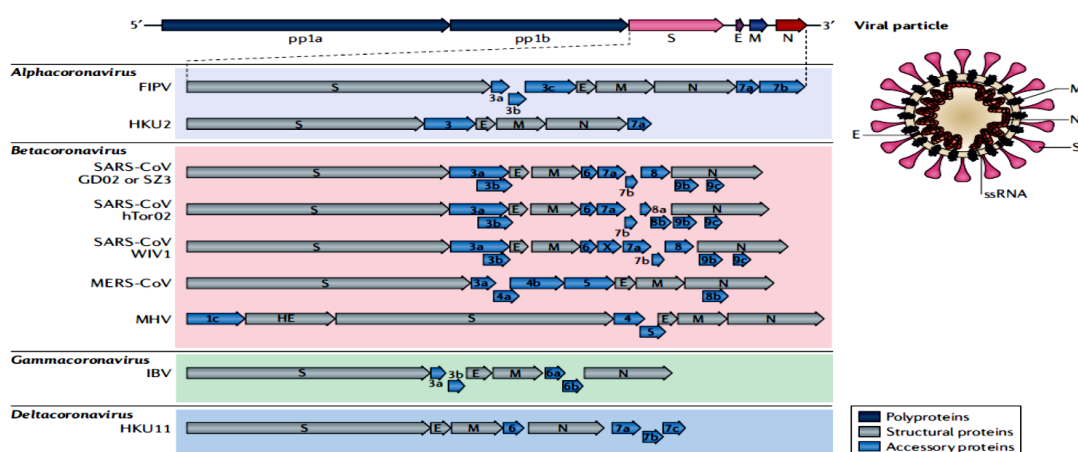 5′ 3′ Viral particle
pp1a pp1b S E M N
Alphacoronavirus
FIPV S 3a 3b 3c E M N 7a 7b
HKU2 S 3 E M N 7a
Betacoronavirus
SARS-CoV
GD02 or SZ3 S 3a 3b E M 6 7a 7b 8 N 9b 9c
SARS-CoV
hTor02 S 3a 3b E M 6 7a 7b 8a 8b N 9b 9c
SARS-CoV
WIV1 S 3a 3b E M 6 X 7a 7b 8 N 9b 9c
MERS-CoV S 3a 4a 4b 5 E M N 8b
MHV 1c HE S 4 5 E M N
Gammacoronavirus
IBV S 3a 3b E M 6a 6b N
Deltacoronavirus
HKU11 S E M 6 N 7a 7b 7c
M
N
E
S
ssRNA
Polyproteins
Structural proteins
Accessory proteins